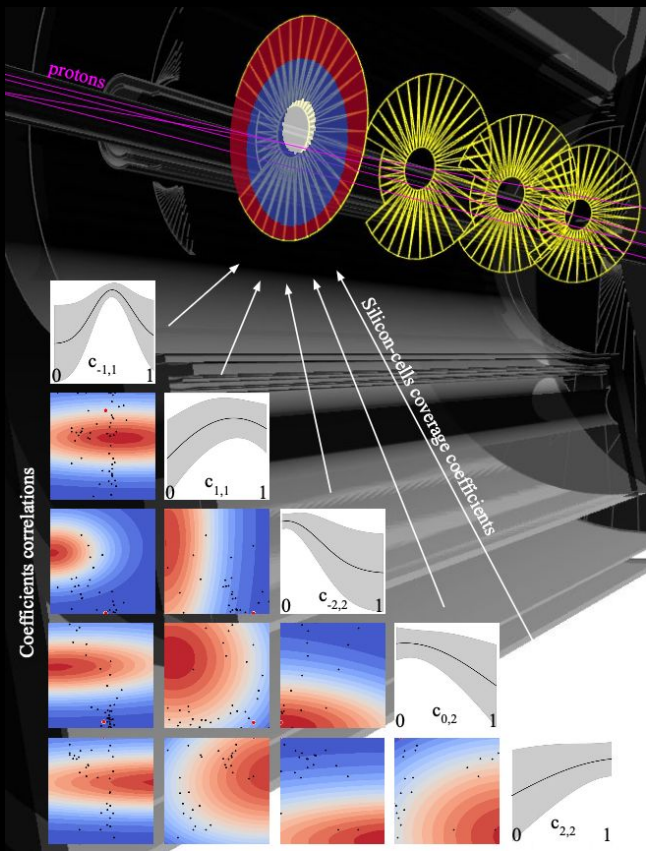 protons
Silicon-cells coverage coefficients
Coefficients correlations
c-1,1
0 1
c1,1
0 1
c-2,2
0 1
c0,2
0 1
c2,2
0 1